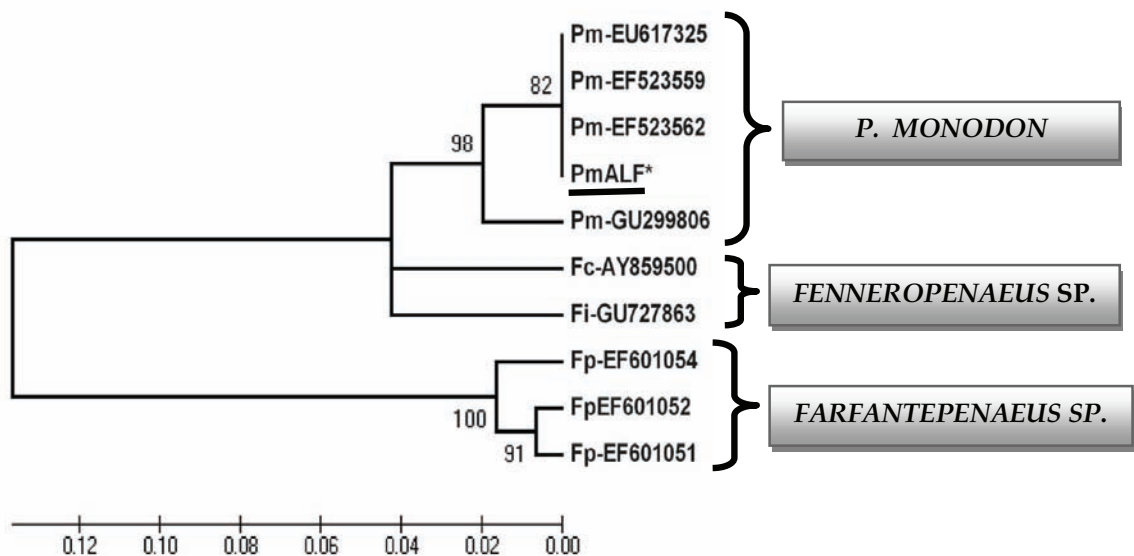 Pm-EU617325
Pm-EF523559
Pm-EF523562
PmALF*
Pm-GU299806
Fc-AY859500
Fi-GU727863
Fp-EF601054
FpEF601052
Fp-EF601051
82
98
100
91
P. MONODON
FENNEROPENAEUS SP.
FARFANTEPENAEUS SP.
0.12 0.10 0.08 0.06 0.04 0.02 0.00